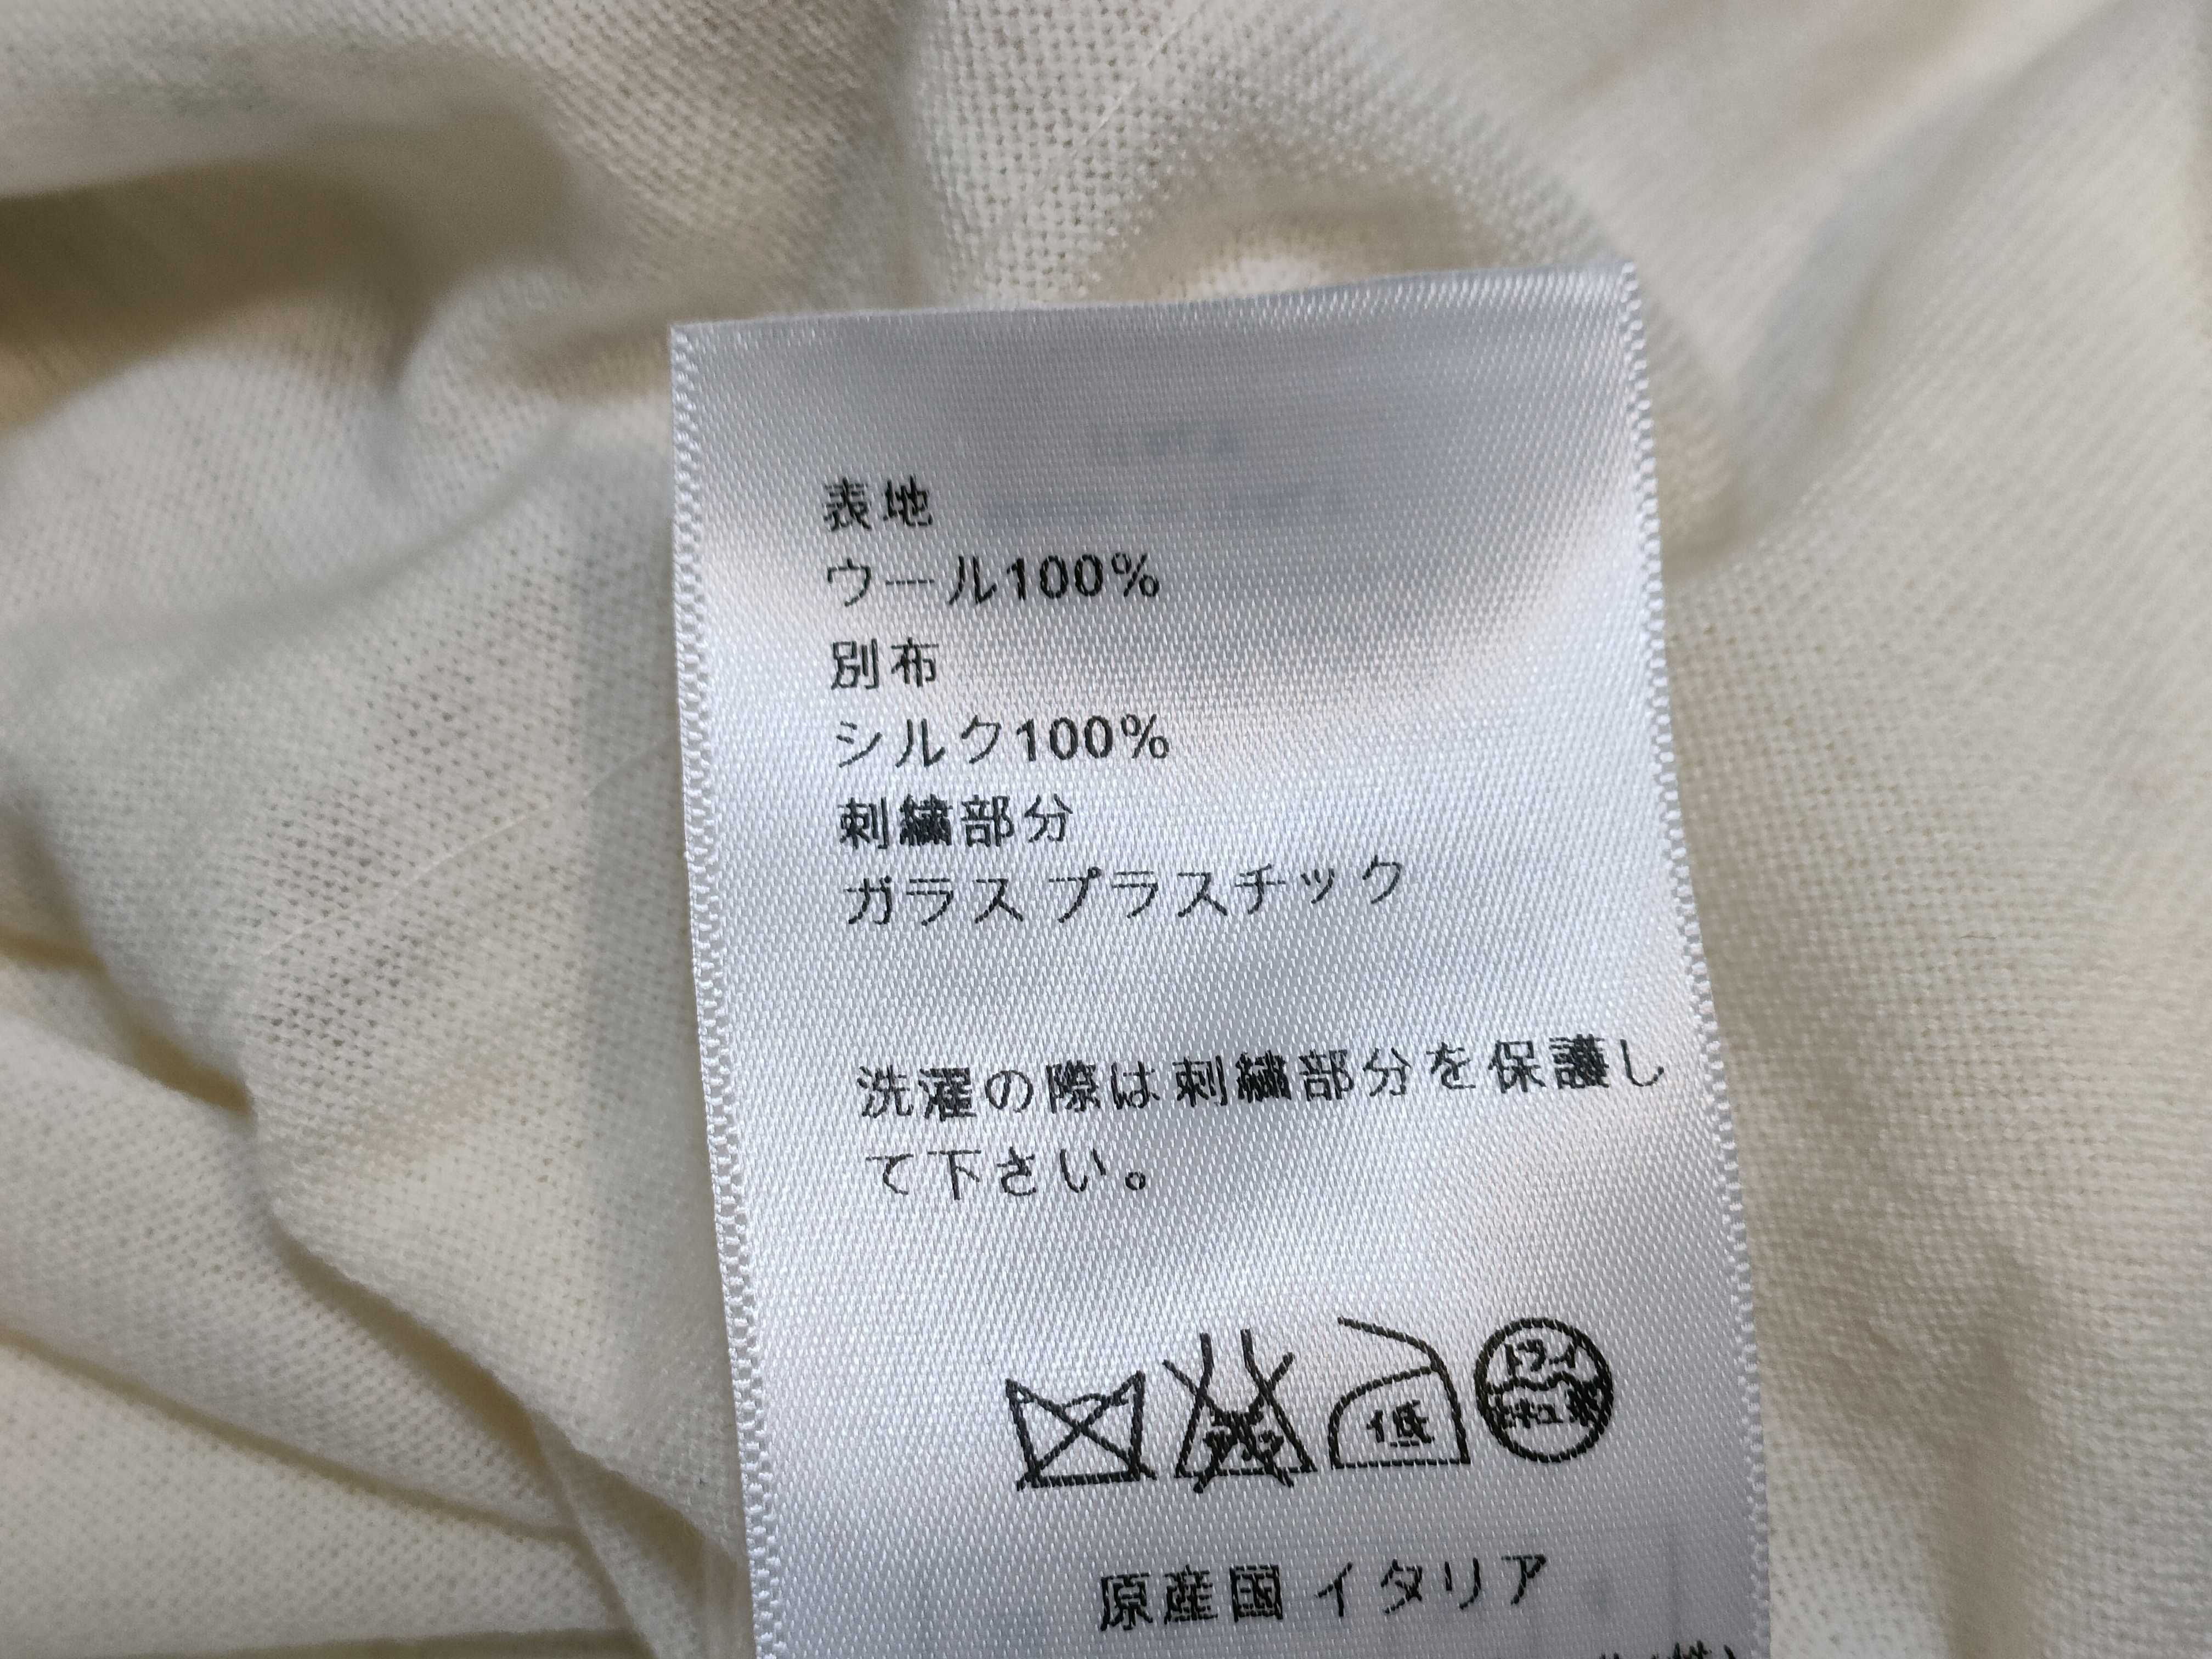 表地
ウール100%
別布
シルク100%
刺繍部分
ガラス プラスチック
洗濯の際は刺繍部分を保護し
て下さい。
低
ドライ
原産国 イタリア